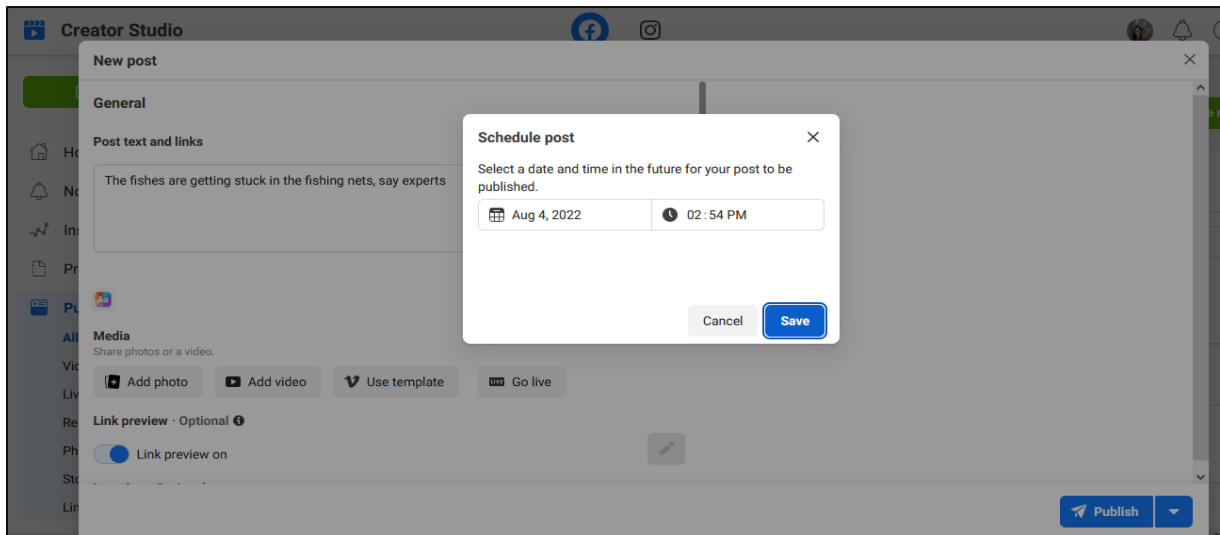 Creator Studio
New post
General
Post text and links
The fishes are getting stuck in the fishing nets, say experts
Schedule post
Select a date and time in the future for your post to be
published.
Aug 4, 2022
02:54 PM
Cancel
Save
Aa
All
Media
Share photos or a video.
Add photo
Add video
Use template
LIVE Go live
Link preview · Optional
Link preview on
Publish